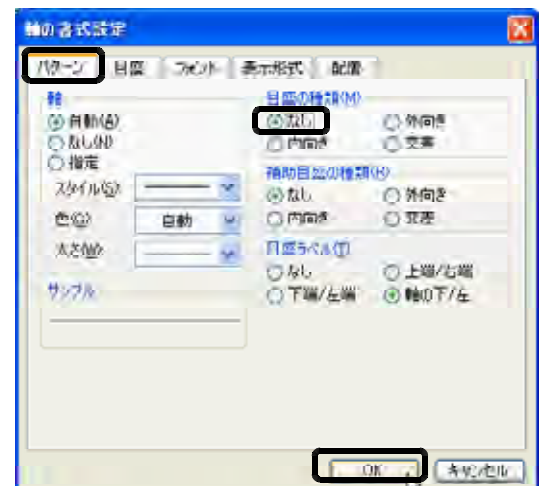 軸の書式設定
パターン 目盛 フォント 表示形式 配置
軸
自動(A)
なし(N)
指定
スタイル(S):
色(C): 自動
太さ(W):
サンプル
目盛の種類(M)
なし 外向き
内向き 交差
補助目盛の種類(B)
なし 外向き
内向き 交差
目盛ラベル(T)
なし 上端/右端
下端/左端 軸の下/左
OK キャンセル